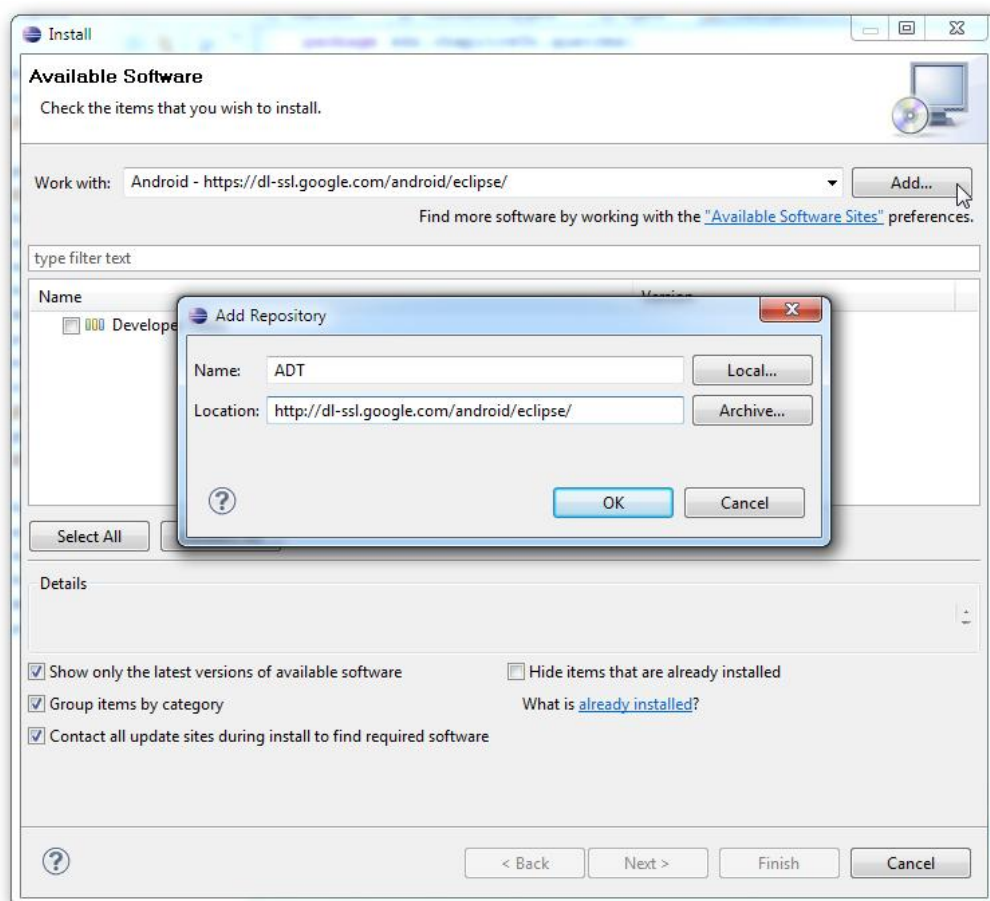 Install
Available Software
Check the items that you wish to install.
Work with: Android - https://dl-ssl.google.com/android/eclipse/ Add...
Find more software by working with the "Available Software Sites" preferences.
type filter text
Name Version
Develope
Add Repository
Name: ADT Local...
Location: http://dl-ssl.google.com/android/eclipse/ Archive...
OK Cancel
Select All
Details
Show only the latest versions of available software Hide items that are already installed
Group items by category What is already installed?
Contact all update sites during install to find required software
< Back Next > Finish Cancel